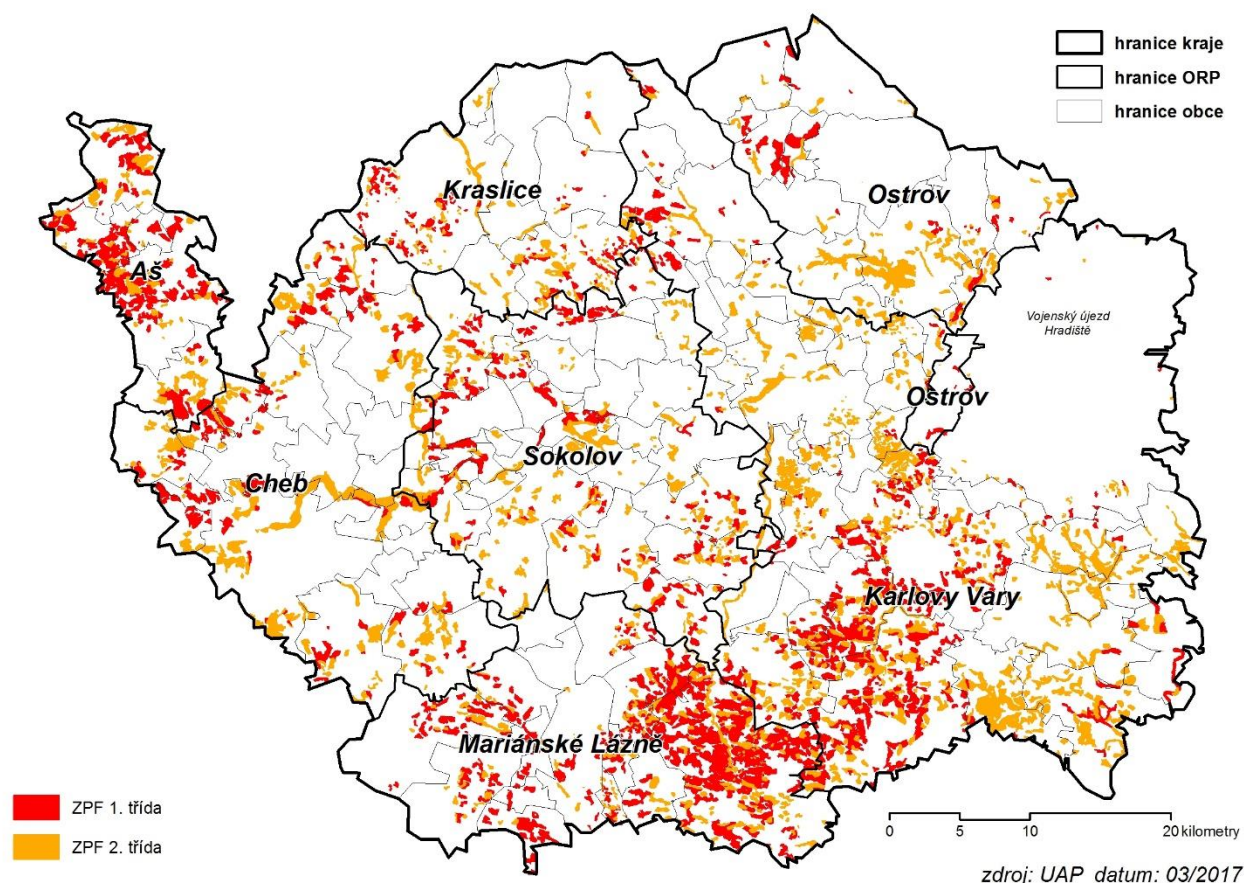 hranice kraje
hranice ORP
hranice obce
Kraslice
Ostrov
Aš
Vojenský újezd
Hradiště
Ostrov
Sokolov
Cheb
Karlovy Vary
Mariánské Lázně
ZPF 1. třída
ZPF 2. třída
0 5 10 20 kilometry
zdroj: UAP datum: 03/2017